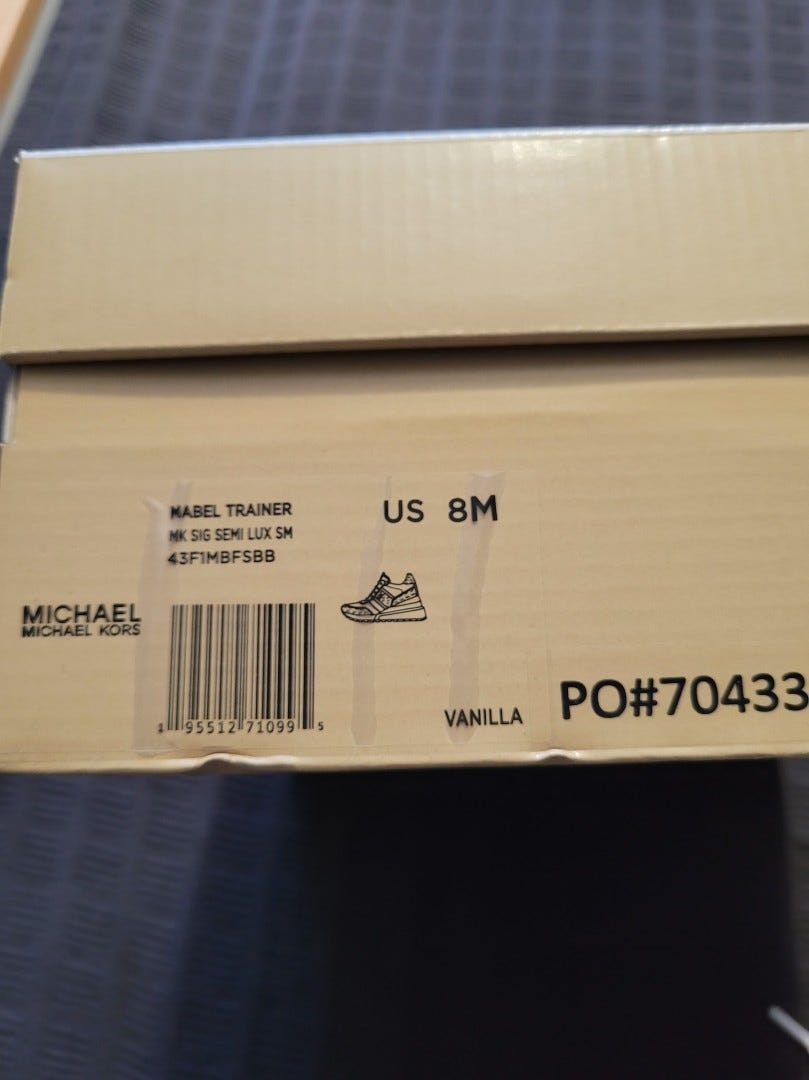 MABEL TRAINER
MK SIG SEMI LUX SM
43F1MBFSBB
US 8M
MICHAEL
MICHAEL KORS
1 95512 71099 5
VANILLA
PO#70433